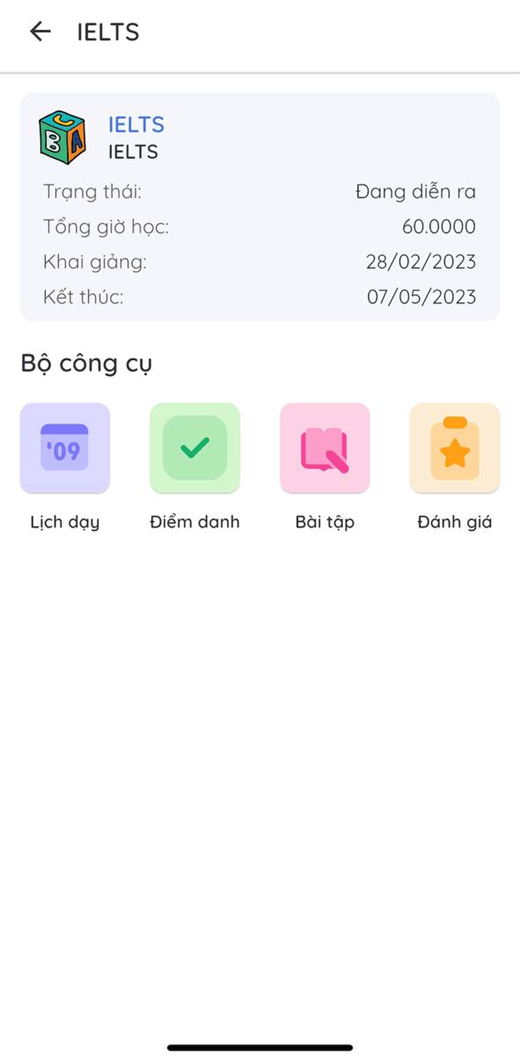 IELTS
IELTS
IELTS
Trạng thái: Đang diễn ra
Tổng giờ học: 60.0000
Khai giảng: 28/02/2023
Kết thúc: 07/05/2023
Bộ công cụ
'09
Lịch dạy Điểm danh Bài tập Đánh giá